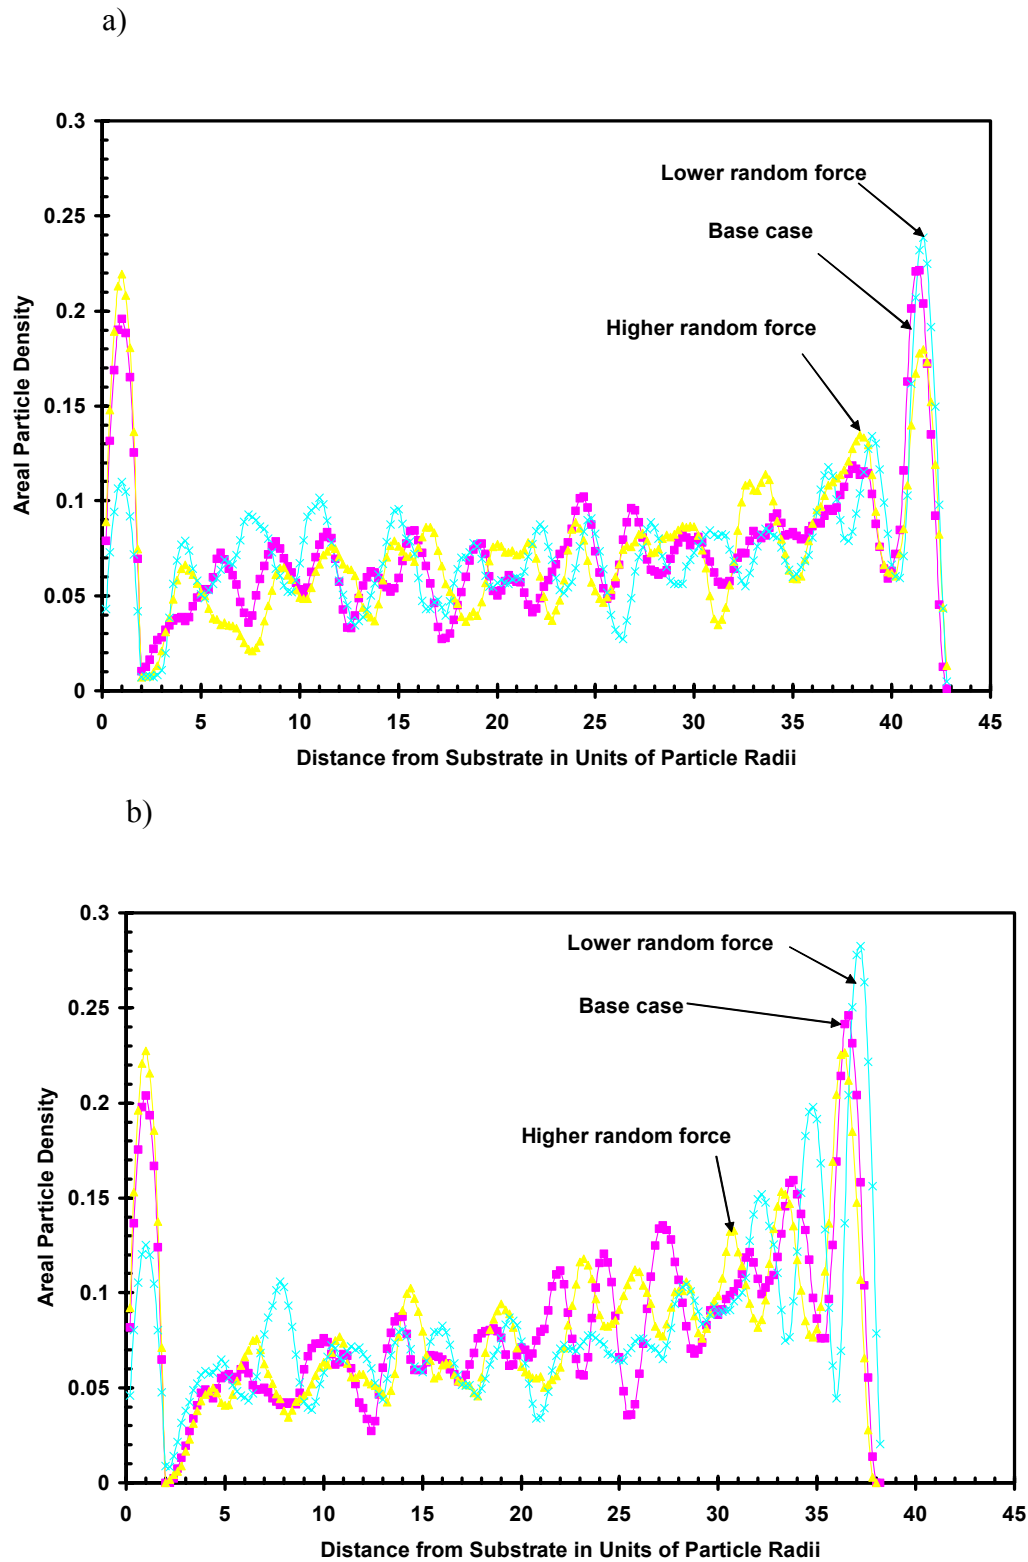 a)
0.3
0.25
0.2
0.15
0.1
0.05
0
Areal Particle Density
Lower random force
Base case
Higher random force
0 5 10 15 20 25 30 35 40 45
Distance from Substrate in Units of Particle Radii
b)
0.3
0.25
0.2
0.15
0.1
0.05
0
Areal Particle Density
Lower random force
Base case
Higher random force
0 5 10 15 20 25 30 35 40 45
Distance from Substrate in Units of Particle Radii